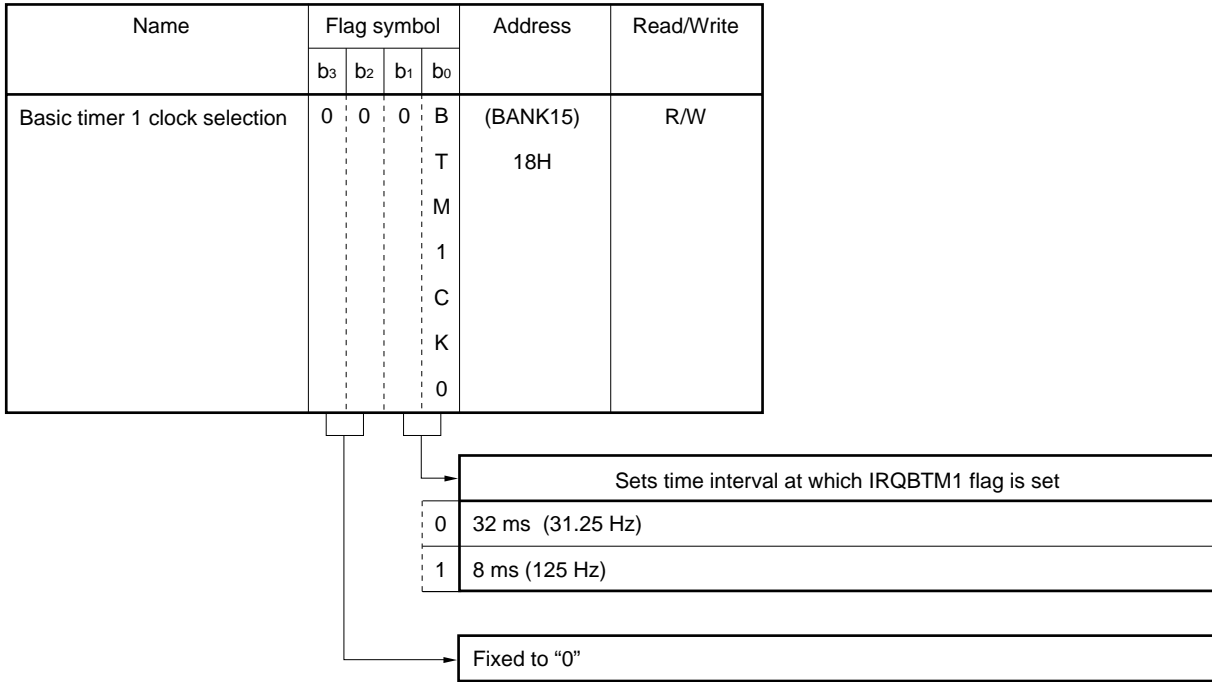 Name Flag symbol Address Read/Write
b3 b2 b1 b0
Basic timer 1 clock selection 0 0 0 B (BANK15) R/W
T 18H
M
1
C
K
0
Sets time interval at which IRQBTM1 flag is set
0 32 ms (31.25 Hz)
1 8 ms (125 Hz)
Fixed to “0”